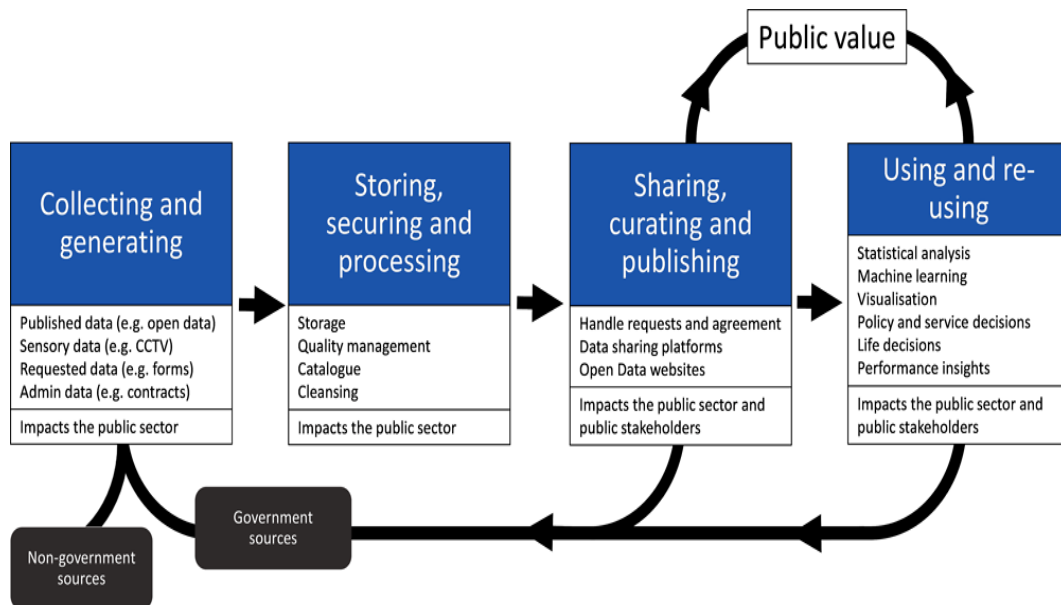 Public value
Collecting and
generating
Published data (e.g. open data)
Sensory data (e.g. CCTV)
Requested data (e.g. forms)
Admin data (e.g. contracts)
Impacts the public sector
Storing,
securing and
processing
Storage
Quality management
Catalogue
Cleansing
Impacts the public sector
Sharing,
curating and
publishing
Handle requests and agreement
Data sharing platforms
Open Data websites
Impacts the public sector and
public stakeholders
Using and re-
using
Statistical analysis
Machine learning
Visualisation
Policy and service decisions
Life decisions
Performance insights
Impacts the public sector and
public stakeholders
Government
sources
Non-government
sources